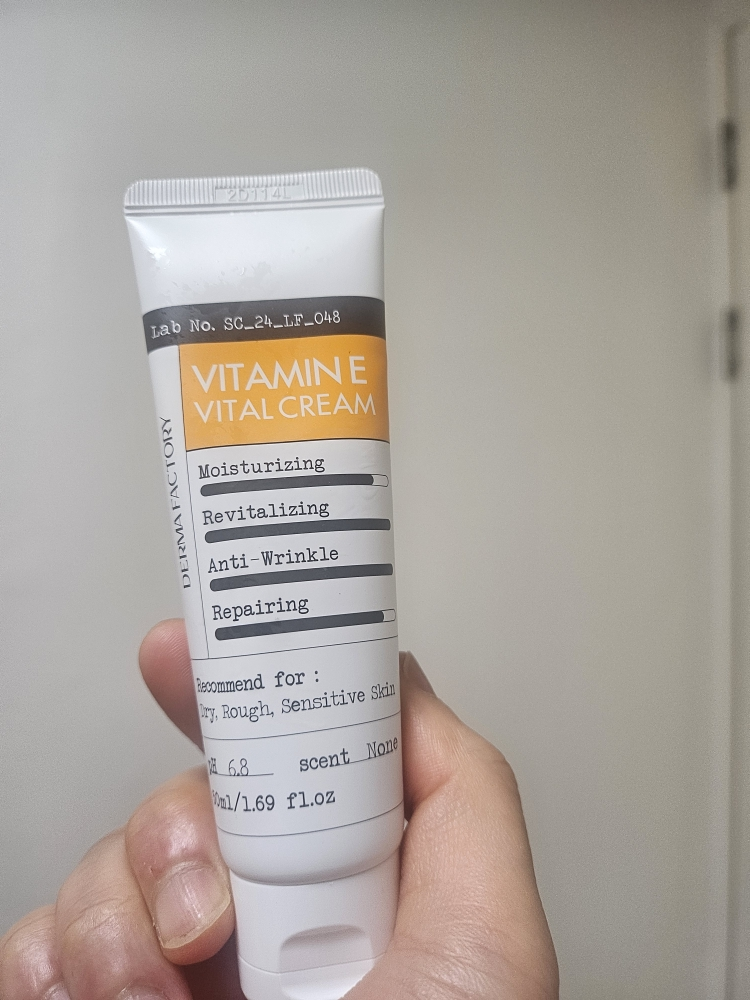 2D114L
Lab No. SC_24_LF_048
VITAMIN E
VITAL CREAM
DERMA FACTORY
Moisturizing
Revitalizing
Anti-Wrinkle
Repairing
Recommend for :
Dry, Rough, Sensitive Skin
pH 6.8 scent None
50ml/1.69 fl.oz